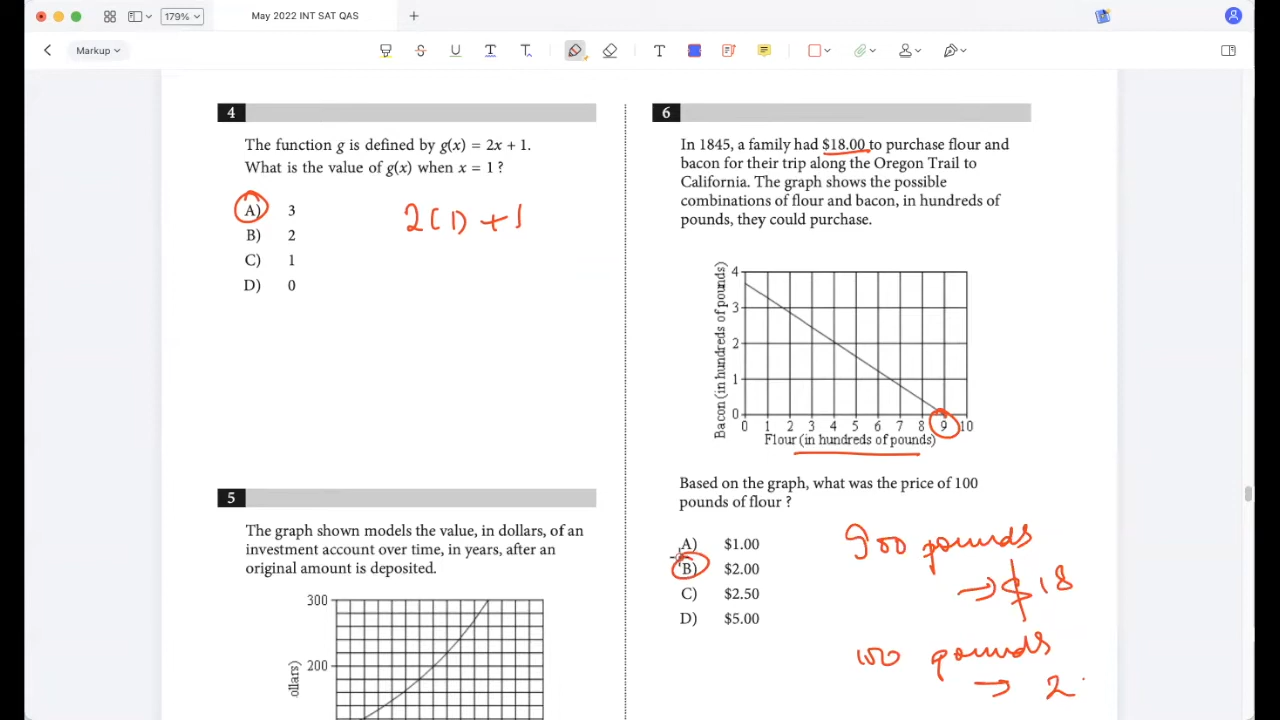 179%
May 2022 INT SAT QAS
+
Markup
4
The function g is defined by g(x) = 2x + 1.
What is the value of g(x) when x = 1 ?
A) 3
B) 2
C) 1
D) 0
2(1) + 1
5
The graph shown models the value, in dollars, of an
investment account over time, in years, after an
original amount is deposited.
300
200
ollars)
6
In 1845, a family had $18.00 to purchase flour and
bacon for their trip along the Oregon Trail to
California. The graph shows the possible
combinations of flour and bacon, in hundreds of
pounds, they could purchase.
Bacon (in hundreds of pounds)
4
3
2
1
0
0 1 2 3 4 5 6 7 8 9 10
Flour (in hundreds of pounds)
Based on the graph, what was the price of 100
pounds of flour ?
A) $1.00
B) $2.00
C) $2.50
D) $5.00
900 pounds
→ $18
100 pounds
→ 2